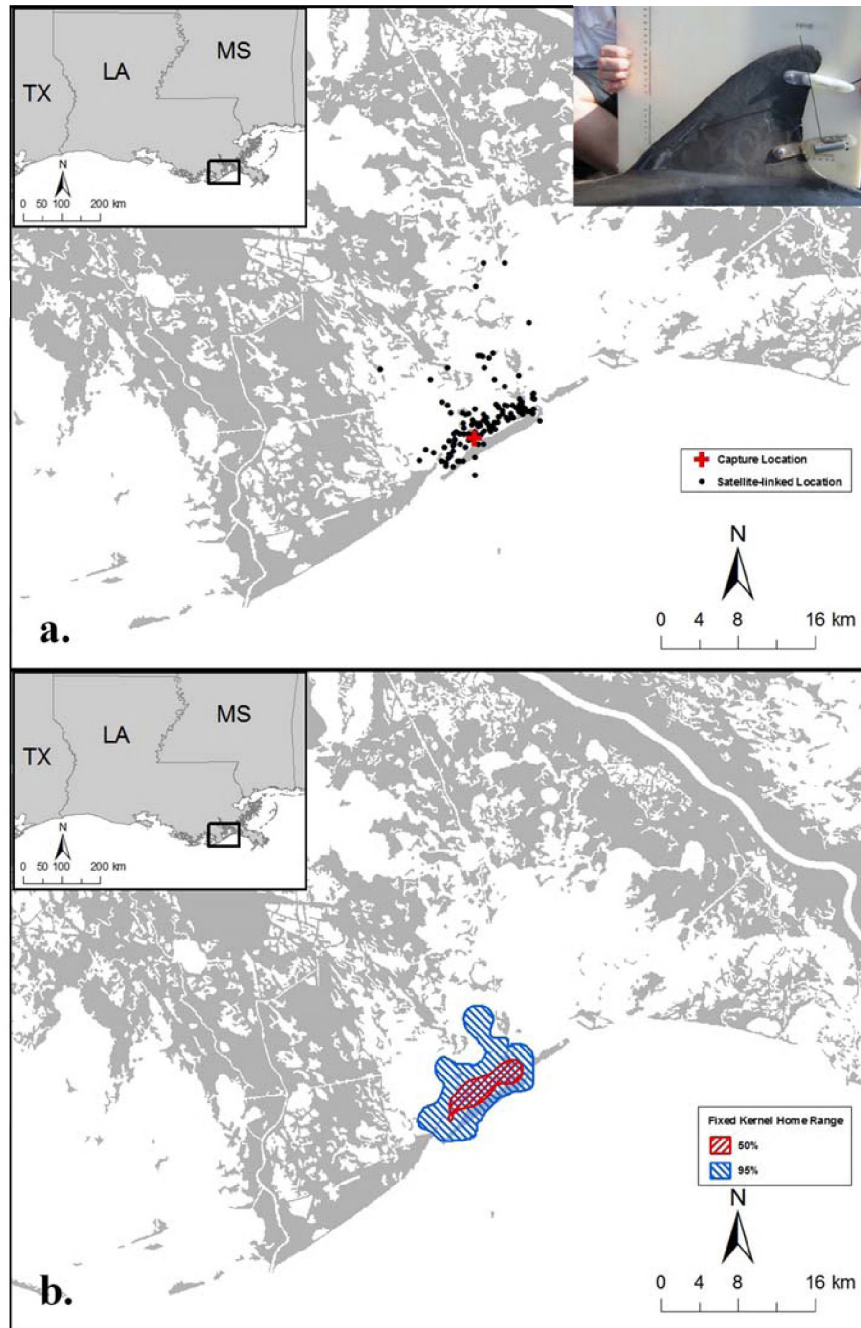 TX
LA
MS
N
0 50 100 200 km
Capture Location
Satellite-linked Location
N
0 4 8 16 km
a.
TX
LA
MS
N
0 50 100 200 km
Fixed Kernel Home Range
50%
95%
N
0 4 8 16 km
b.